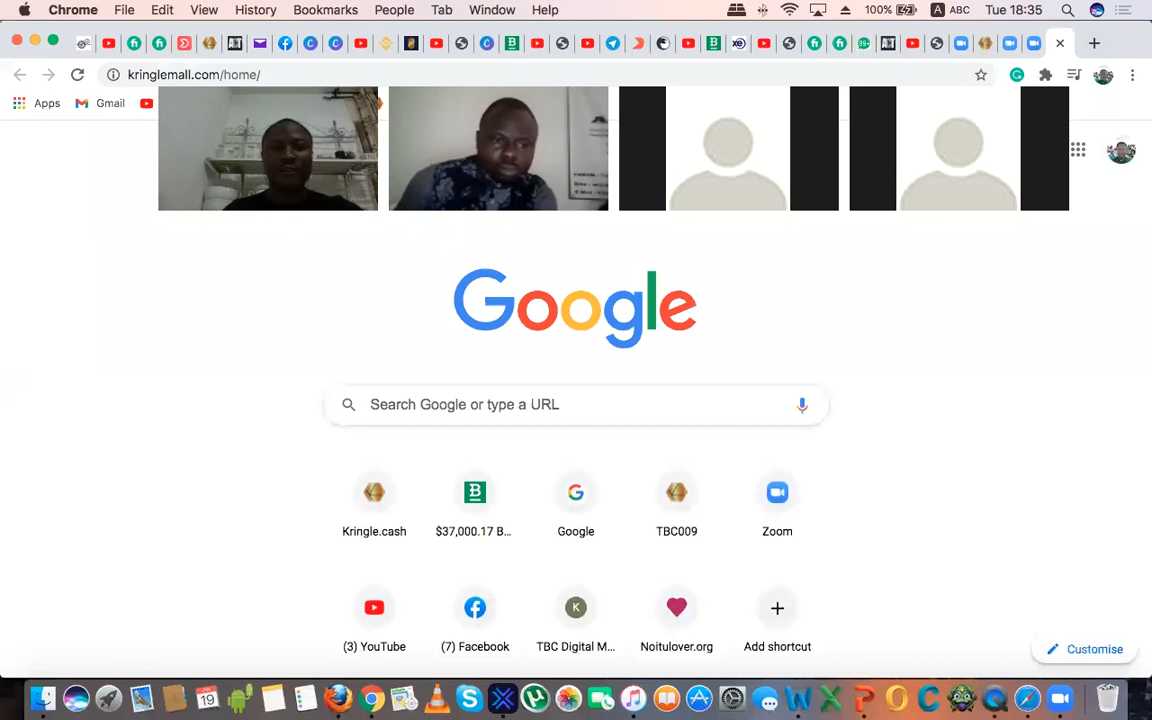 Chrome File Edit View History Bookmarks People Tab Window Help 100% A ABC Tue 18:35
99+
kringlemall.com/home/
Apps Gmail
Google
Search Google or type a URL
Kringle.cash $37,000.17 B... Google TBC009 Zoom
K
(3) YouTube (7) Facebook TBC Digital M... Noitulover.org Add shortcut
Customise
19